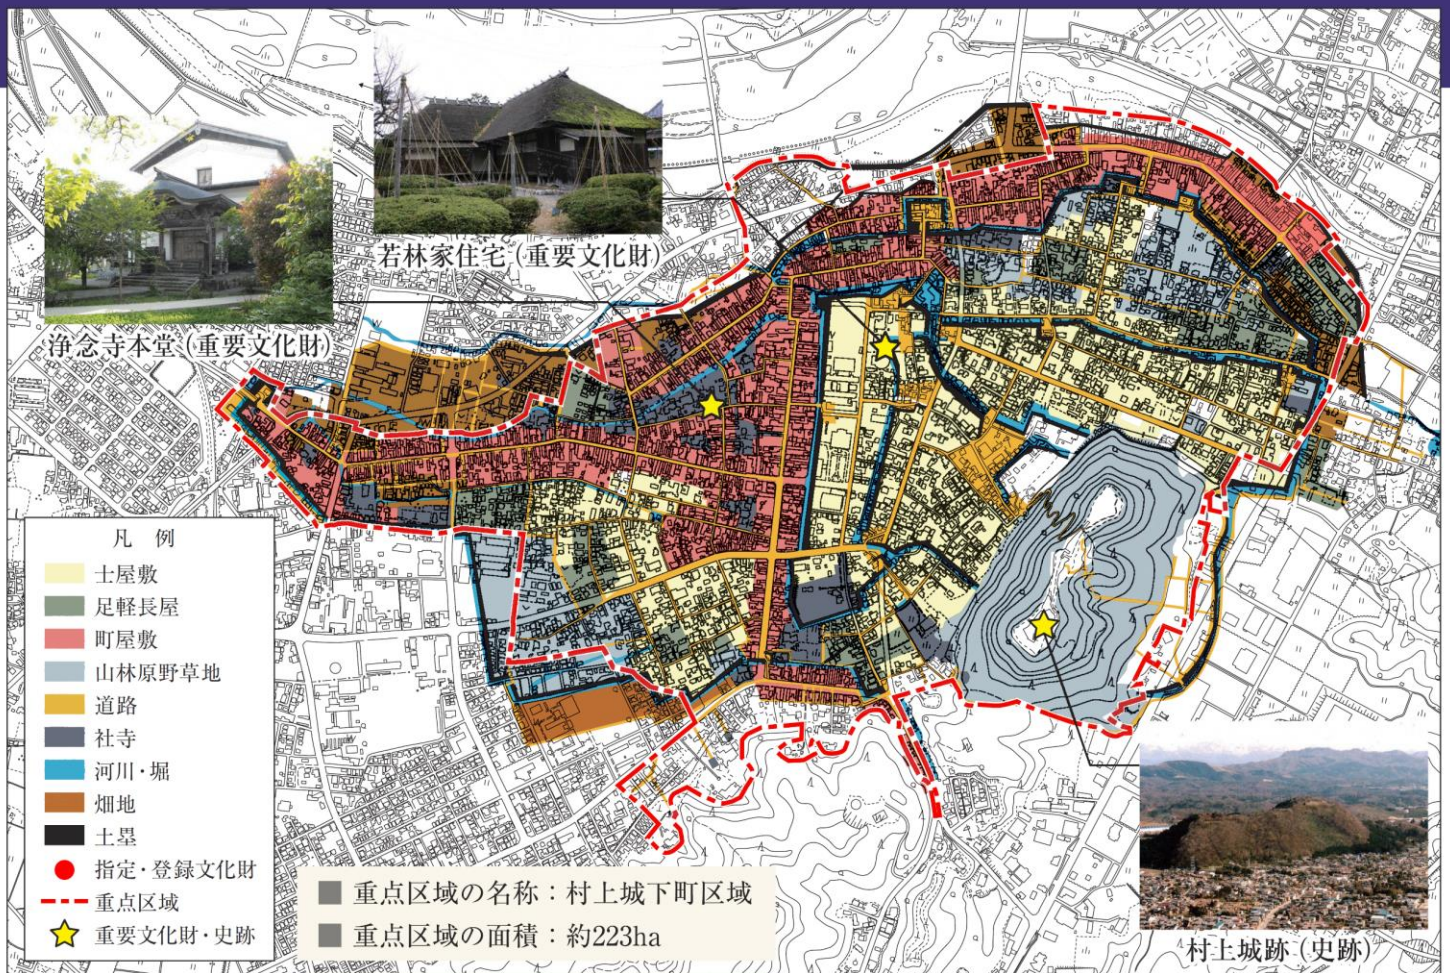 若林家住宅(重要文化財)
浄念寺本堂(重要文化財)
凡 例
士屋敷
足軽長屋
町屋敷
山林原野草地
道路
社寺
河川・堀
畑地
土塁
指定・登録文化財
重点区域
重要文化財・史跡
■ 重点区域の名称：村上城下町区域
■ 重点区域の面積：約223ha
村上城跡(史跡)